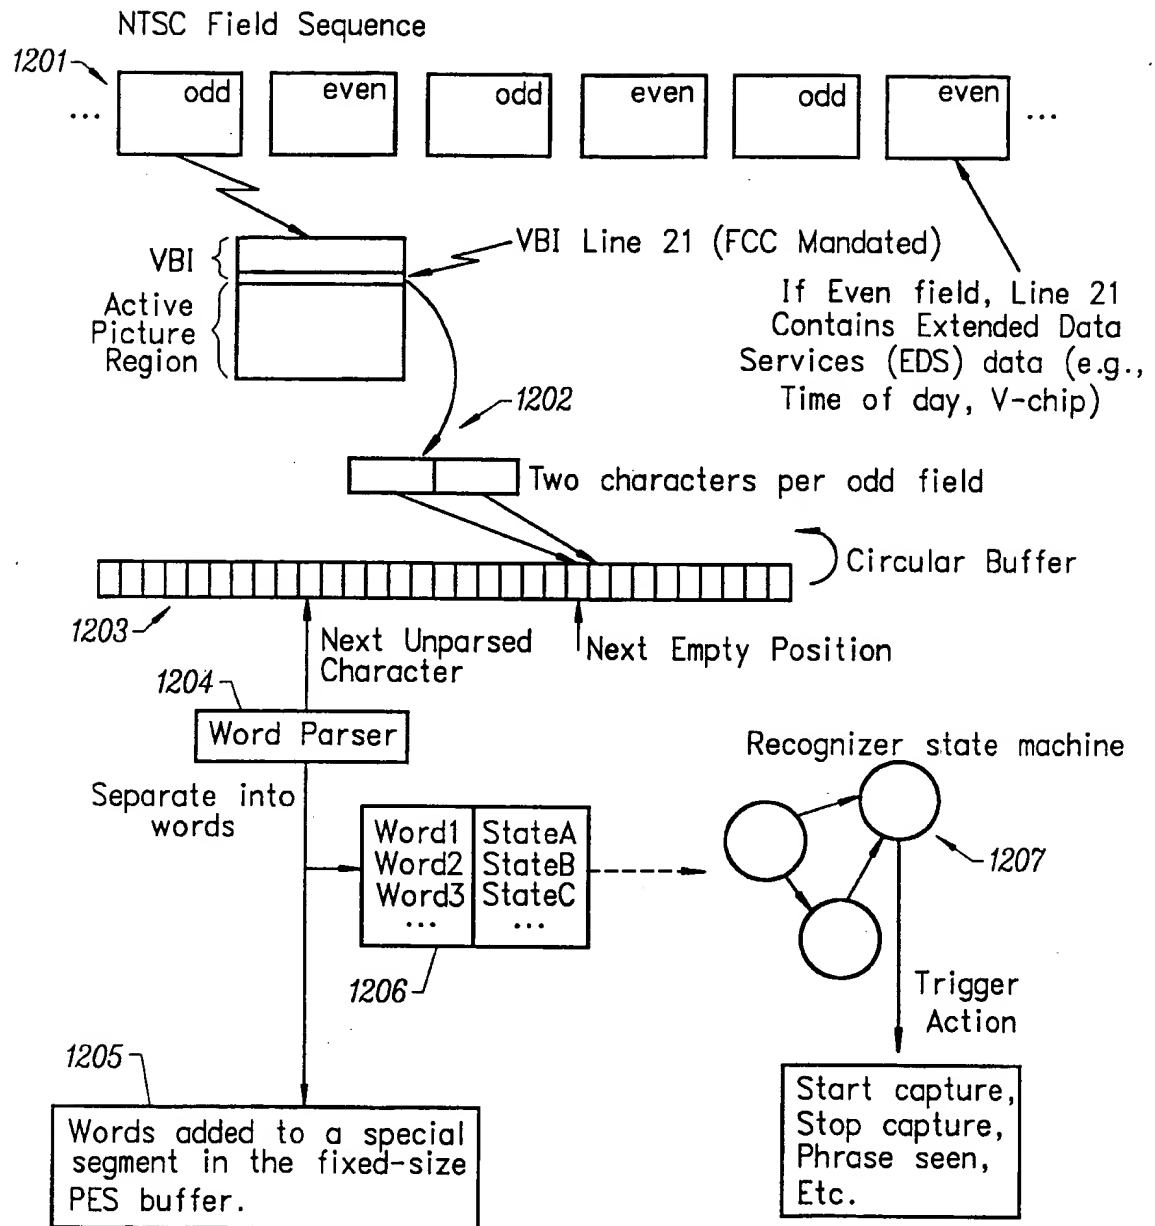 NTSC Field Sequence
1201
... odd even odd even odd even ...
VBI
VBI Line 21 (FCC Mandated)
Active
Picture
Region
If Even field, Line 21
Contains Extended Data
Services (EDS) data (e.g.,
Time of day, V-chip)
1202
Two characters per odd field
Circular Buffer
1203
Next Unparsed
Character
Next Empty Position
1204
Word Parser
Separate into
words
Recognizer state machine
Word1 StateA
Word2 StateB
Word3 StateC
... ...
1206
1207
Trigger
Action
1205
Words added to a special
segment in the fixed-size
PES buffer.
Start capture,
Stop capture,
Phrase seen,
Etc.